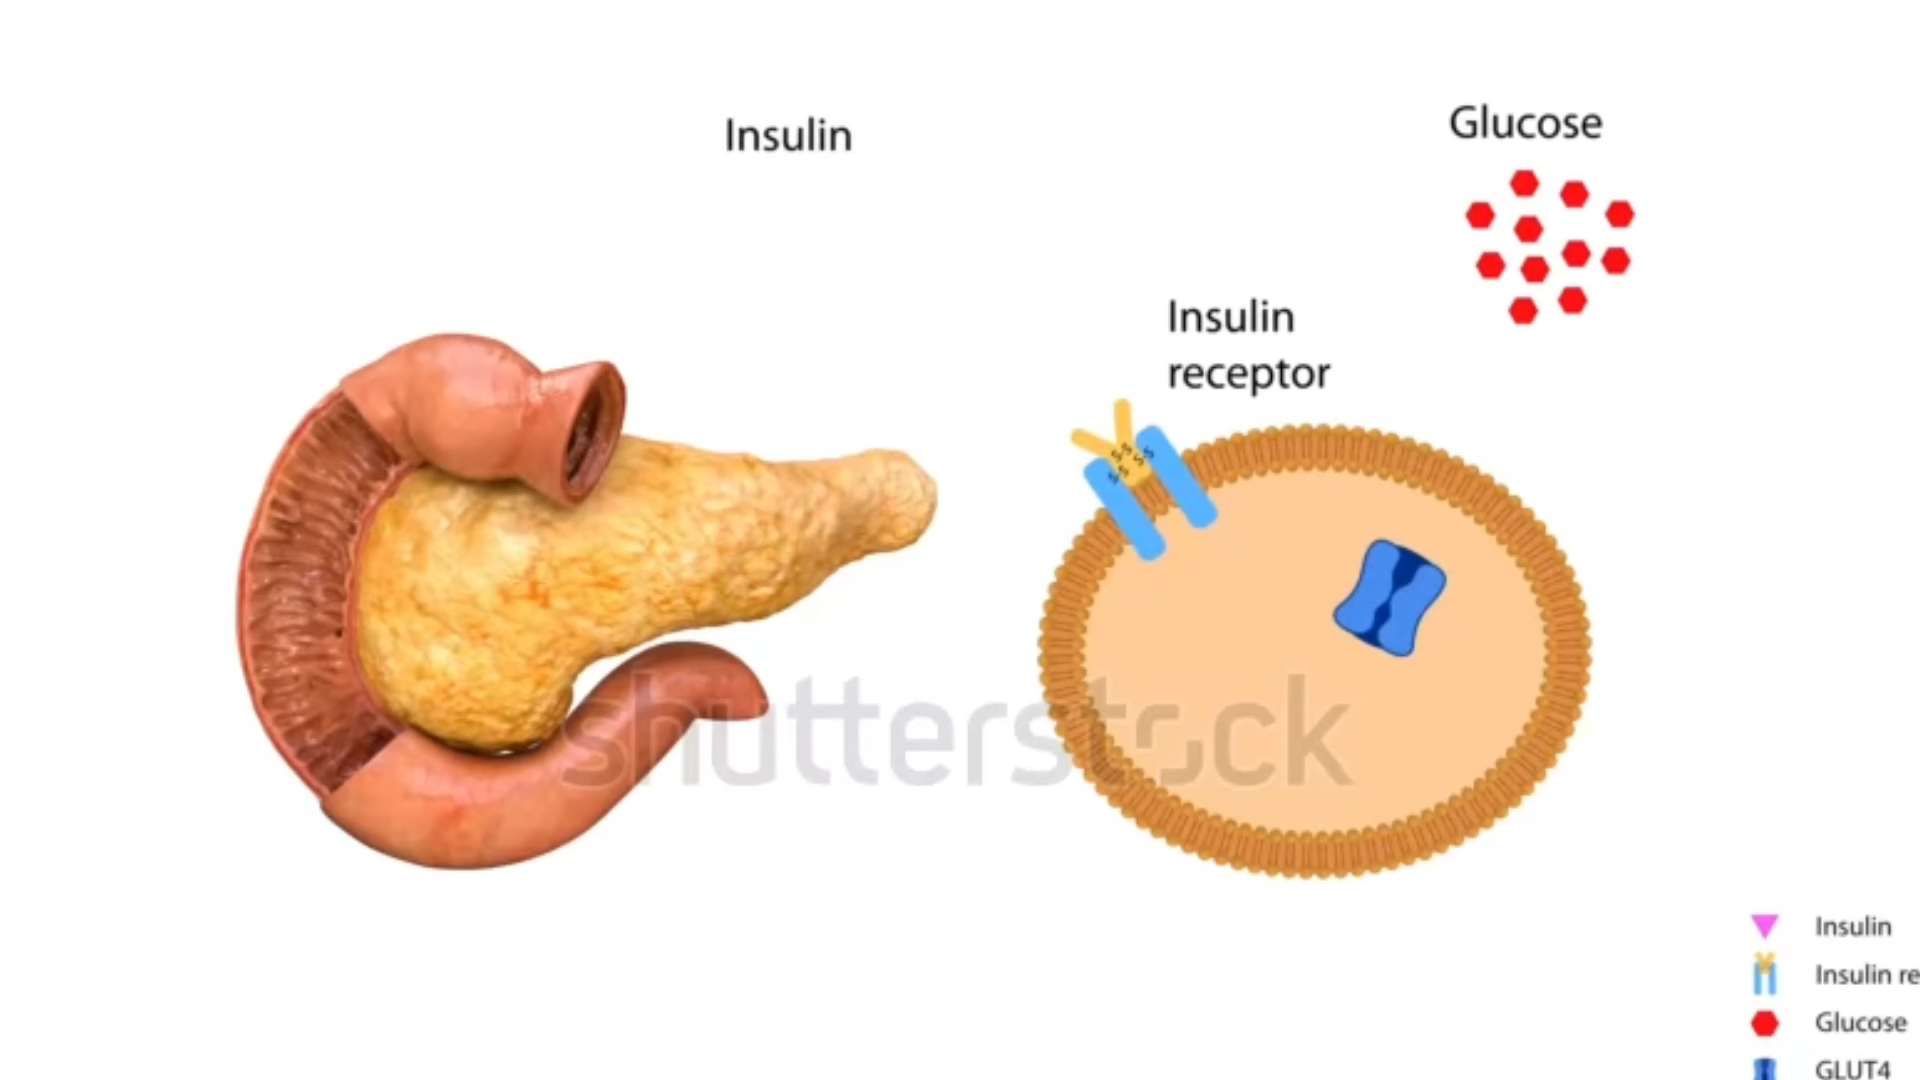 Insulin
Glucose
Insulin
receptor
S-S
S-S
S-S
shutterstock
Insulin
Insulin re
Glucose
GLUT4